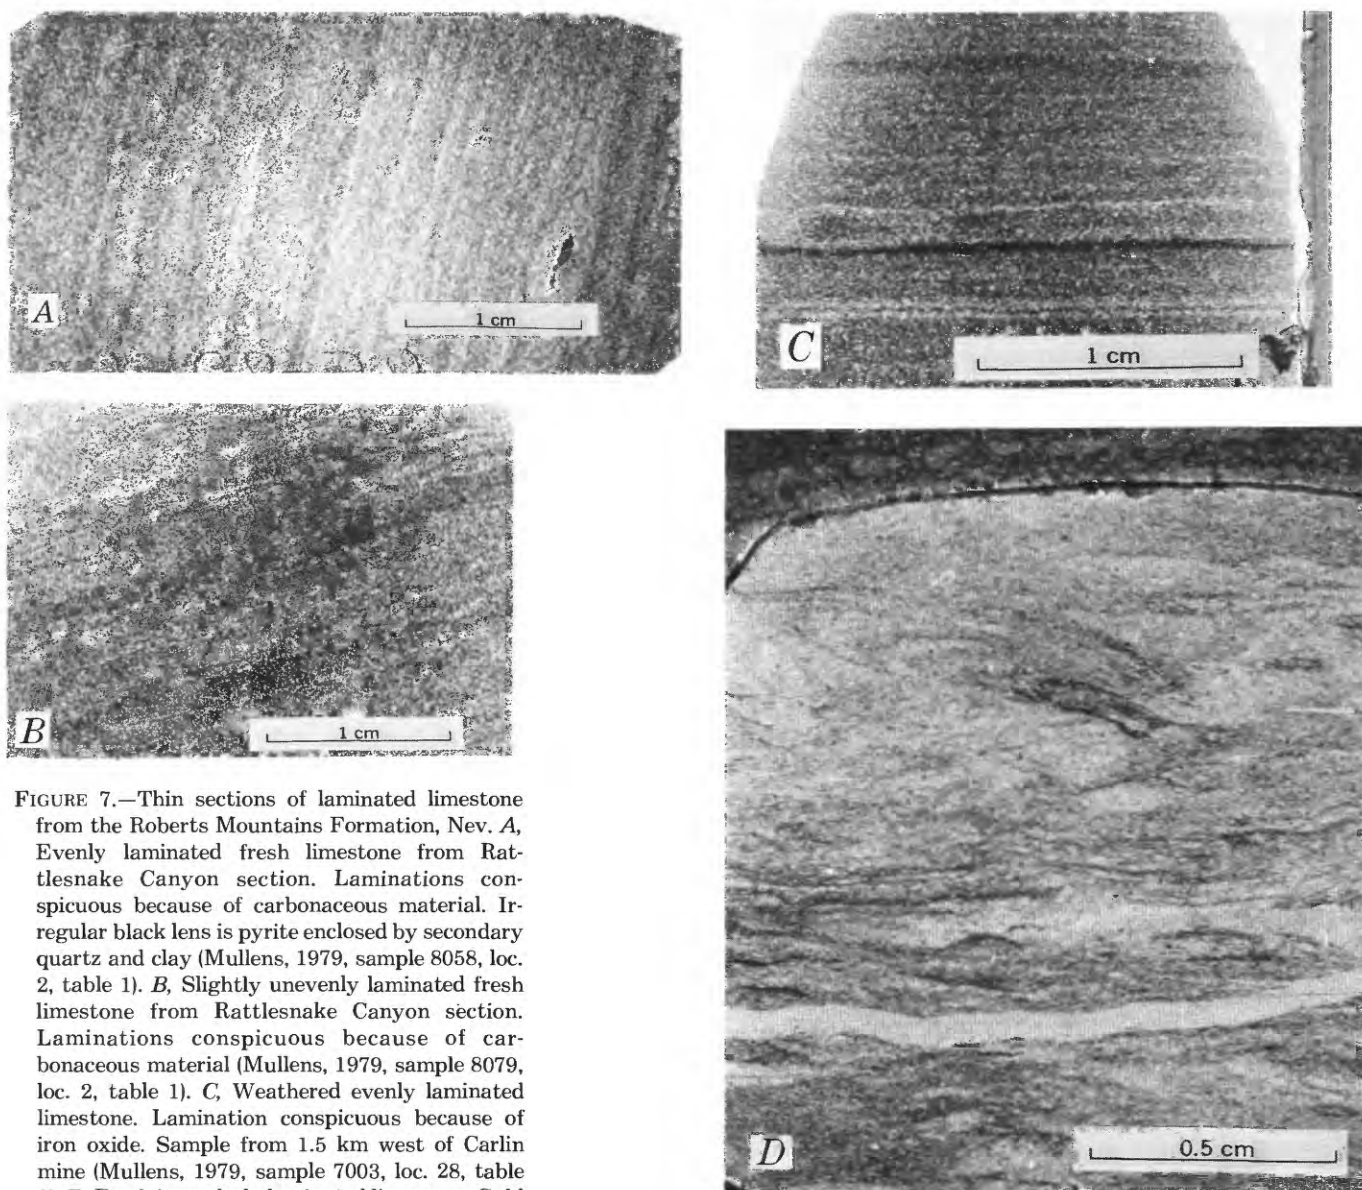 A
1 cm
C
1 cm
B
1 cm
FIGURE 7.—Thin sections of laminated limestone
from the Roberts Mountains Formation, Nev. A,
Evenly laminated fresh limestone from Rat-
tlesnake Canyon section. Laminations con-
spicuous because of carbonaceous material. Ir-
regular black lens is pyrite enclosed by secondary
quartz and clay (Mullens, 1979, sample 8058, loc.
2, table 1). B, Slightly unevenly laminated fresh
limestone from Rattlesnake Canyon section.
Laminations conspicuous because of car-
bonaceous material (Mullens, 1979, sample 8079,
loc. 2, table 1). C, Weathered evenly laminated
limestone. Lamination conspicuous because of
iron oxide. Sample from 1.5 km west of Carlin
mine (Mullens, 1979, sample 7003, loc. 28, table
D
0.5 cm